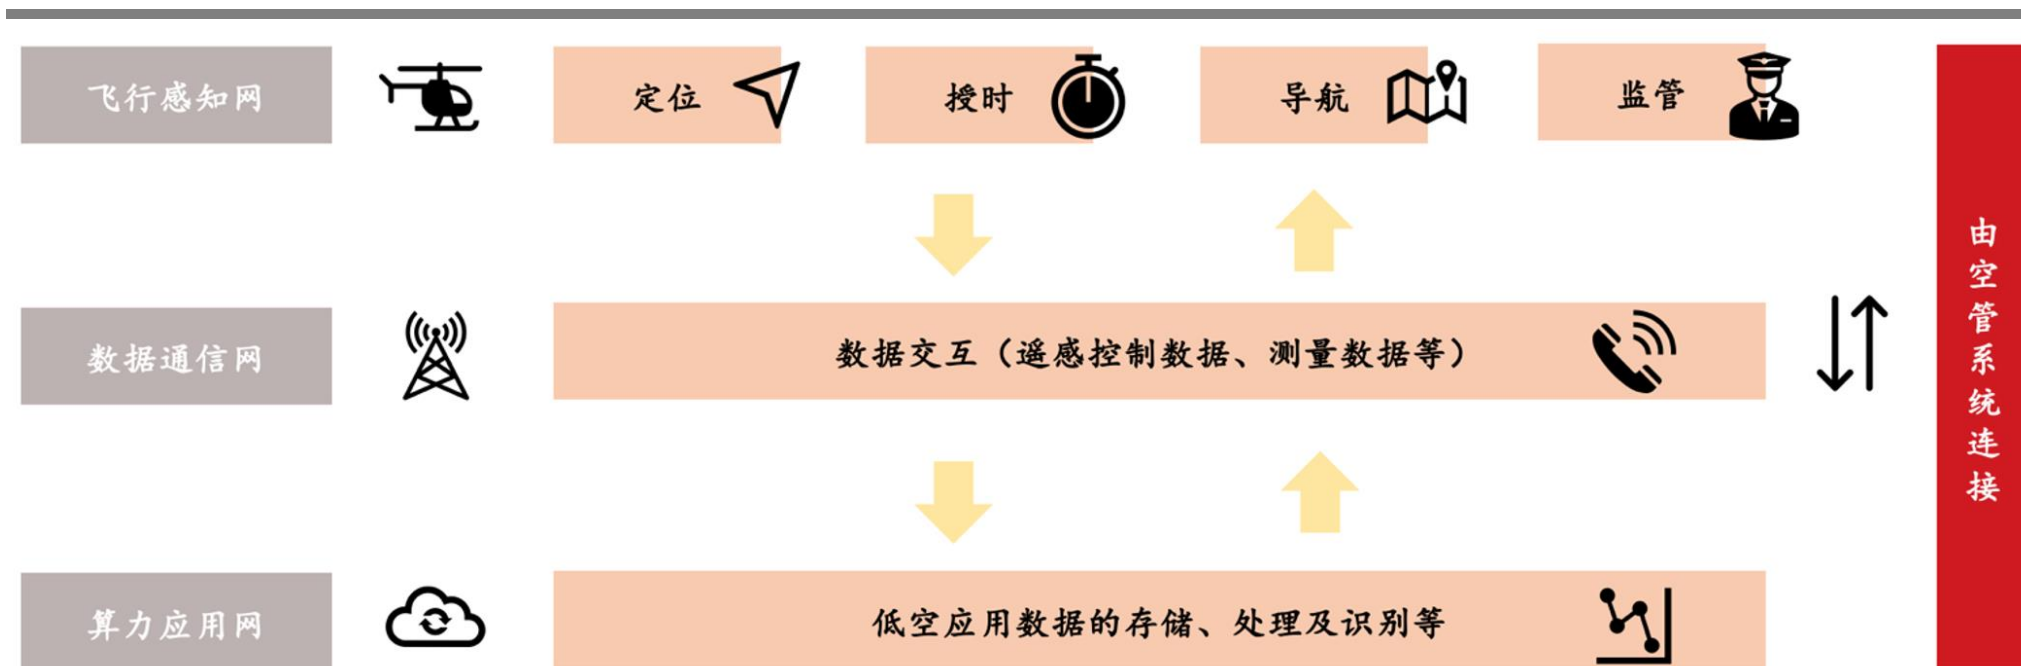 飞行感知网
定位
授时
导航
监管
数据通信网
数据交互（遥感控制数据、测量数据等）
算力应用网
低空应用数据的存储、处理及识别等
由空管系统连接